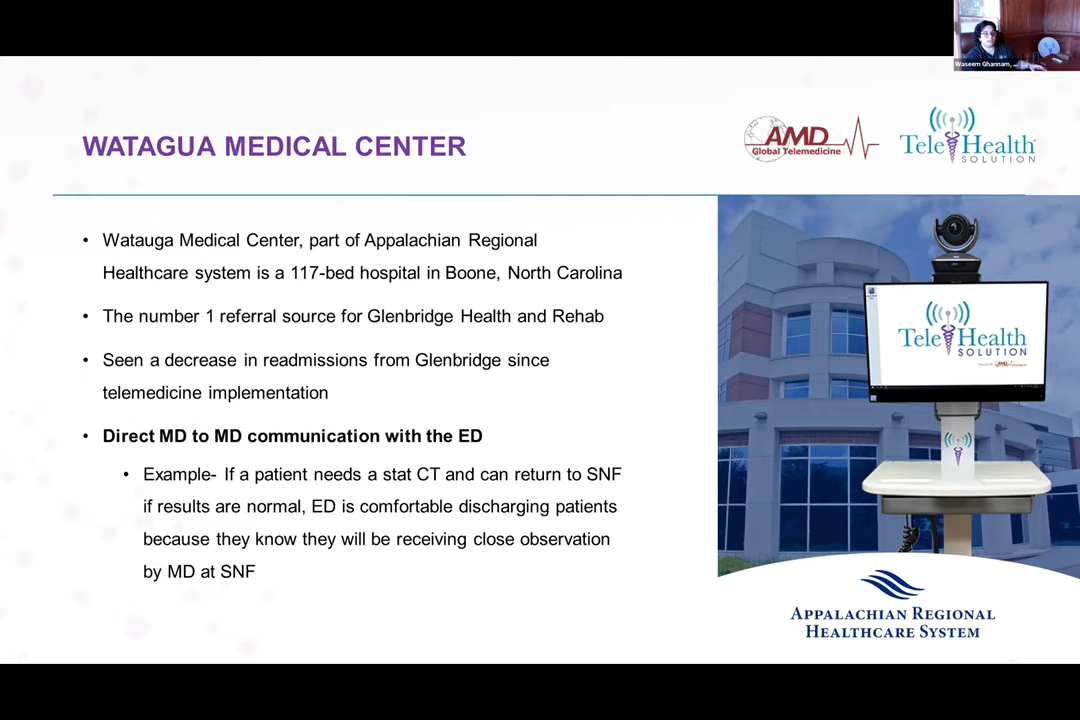 Waseem Ghannam, ...
WATAGUA MEDICAL CENTER
AMD
Global Telemedicine
TeleHealth
SOLUTION
• Watauga Medical Center, part of Appalachian Regional
Healthcare system is a 117-bed hospital in Boone, North Carolina
• The number 1 referral source for Glenbridge Health and Rehab
• Seen a decrease in readmissions from Glenbridge since
telemedicine implementation
• Direct MD to MD communication with the ED
• Example- If a patient needs a stat CT and can return to SNF
if results are normal, ED is comfortable discharging patients
because they know they will be receiving close observation
by MD at SNF
TeleHealth
SOLUTION
APPALACHIAN REGIONAL
HEALTHCARE SYSTEM